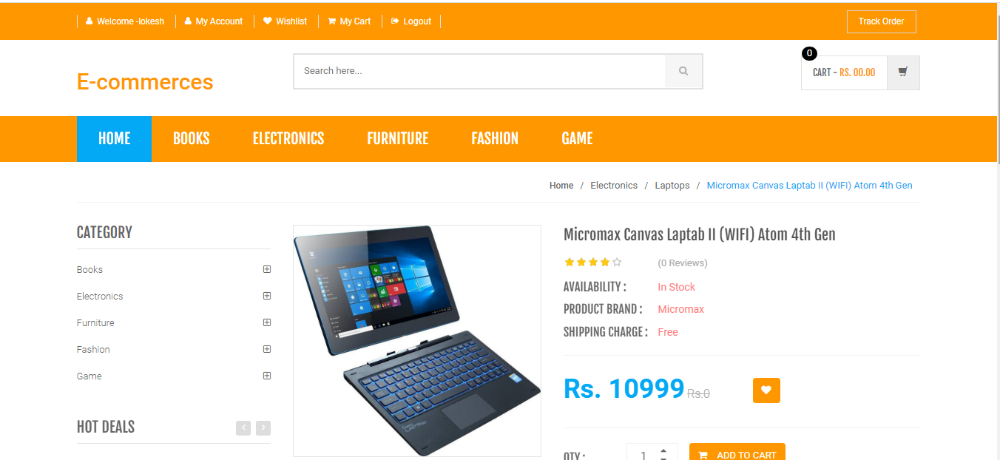 Welcome -lokesh My Account Wishlist My Cart Logout Track Order
0
E-commerces Search here... CART - RS. 00.00
HOME BOOKS ELECTRONICS FURNITURE FASHION GAME
Home / Electronics / Laptops / Micromax Canvas Laptab II (WIFI) Atom 4th Gen
CATEGORY
Books
Electronics
Furniture
Fashion
Game
HOT DEALS
Micromax Canvas Laptab II (WIFI) Atom 4th Gen
(0 Reviews)
AVAILABILITY : In Stock
PRODUCT BRAND : Micromax
SHIPPING CHARGE : Free
Rs. 10999 Rs.0
QTY : 1 ADD TO CART